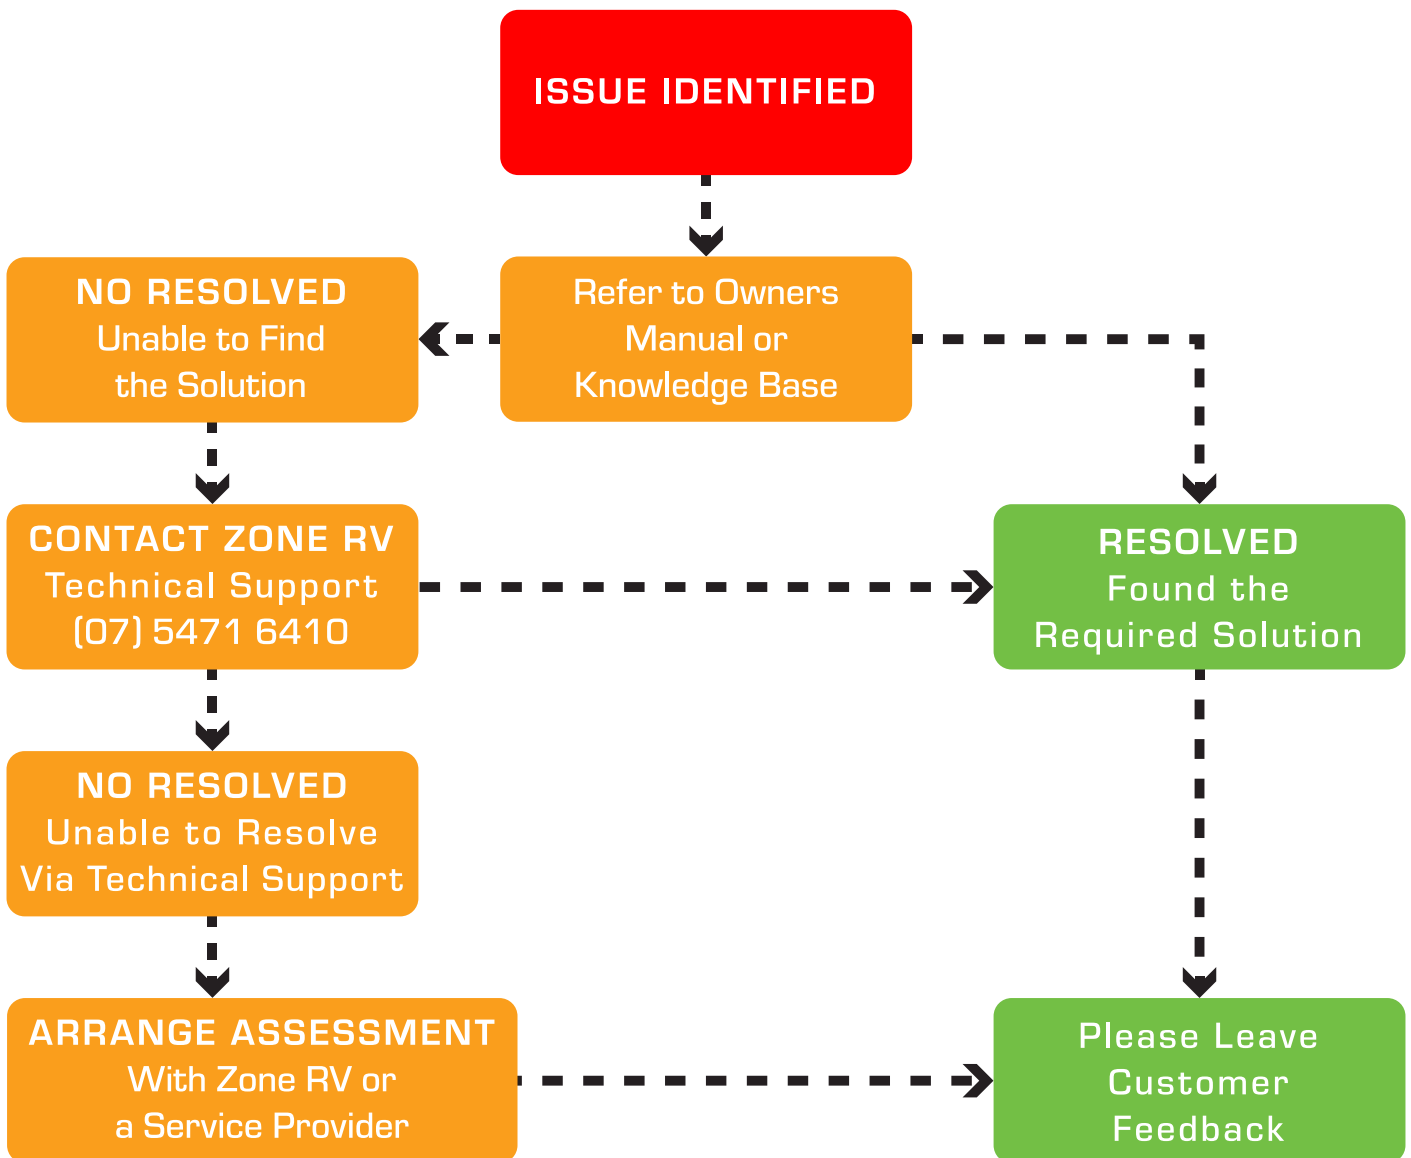 ISSUE IDENTIFIED
NO RESOLVED
Unable to Find
the Solution
Refer to Owners
Manual or
Knowledge Base
CONTACT ZONE RV
Technical Support
(07) 5471 6410
RESOLVED
Found the
Required Solution
NO RESOLVED
Unable to Resolve
Via Technical Support
ARRANGE ASSESSMENT
With Zone RV or
a Service Provider
Please Leave
Customer
Feedback